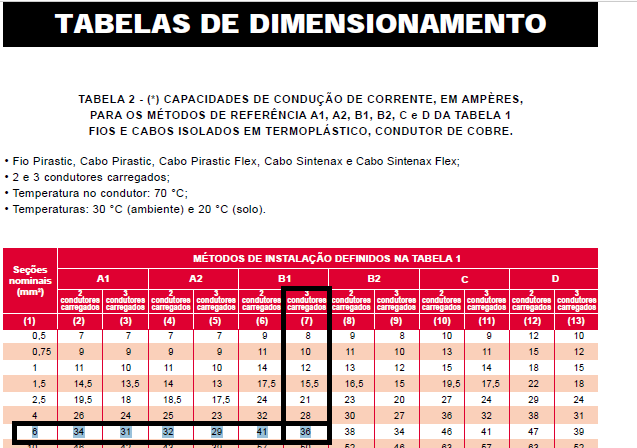 TABELAS DE DIMENSIONAMENTO
TABELA 2 - (*) CAPACIDADES DE CONDUÇÃO DE CORRENTE, EM AMPÈRES,
PARA OS MÉTODOS DE REFERÊNCIA A1, A2, B1, B2, C e D DA TABELA 1
FIOS E CABOS ISOLADOS EM TERMOPLÁSTICO, CONDUTOR DE COBRE.
• Fio Pirastic, Cabo Pirastic, Cabo Pirastic Flex, Cabo Sintenax e Cabo Sintenax Flex;
• 2 e 3 condutores carregados;
• Temperatura no condutor: 70 °C;
• Temperaturas: 30 °C (ambiente) e 20 °C (solo).
Seções nominais (mm²) MÉTODOS DE INSTALAÇÃO DEFINIDOS NA TABELA 1
A1 A2 B1 B2 C D
2 condutores carregados 3 condutores carregados 2 condutores carregados 3 condutores carregados 2 condutores carregados 3 condutores carregados 2 condutores carregados 3 condutores carregados 2 condutores carregados 3 condutores carregados 2 condutores carregados 3 condutores carregados
(1) (2) (3) (4) (5) (6) (7) (8) (9) (10) (11) (12) (13)
0,5 7 7 7 7 9 8 9 8 10 9 12 10
0,75 9 9 9 9 11 10 11 10 13 11 15 12
1 11 10 11 10 14 12 13 12 15 14 18 15
1,5 14,5 13,5 14 13 17,5 15,5 16,5 15 19,5 17,5 22 18
2,5 19,5 18 18,5 17,5 24 21 23 20 27 24 29 24
4 26 24 25 23 32 28 30 27 36 32 38 31
6 34 31 32 29 41 36 38 34 46 41 47 39